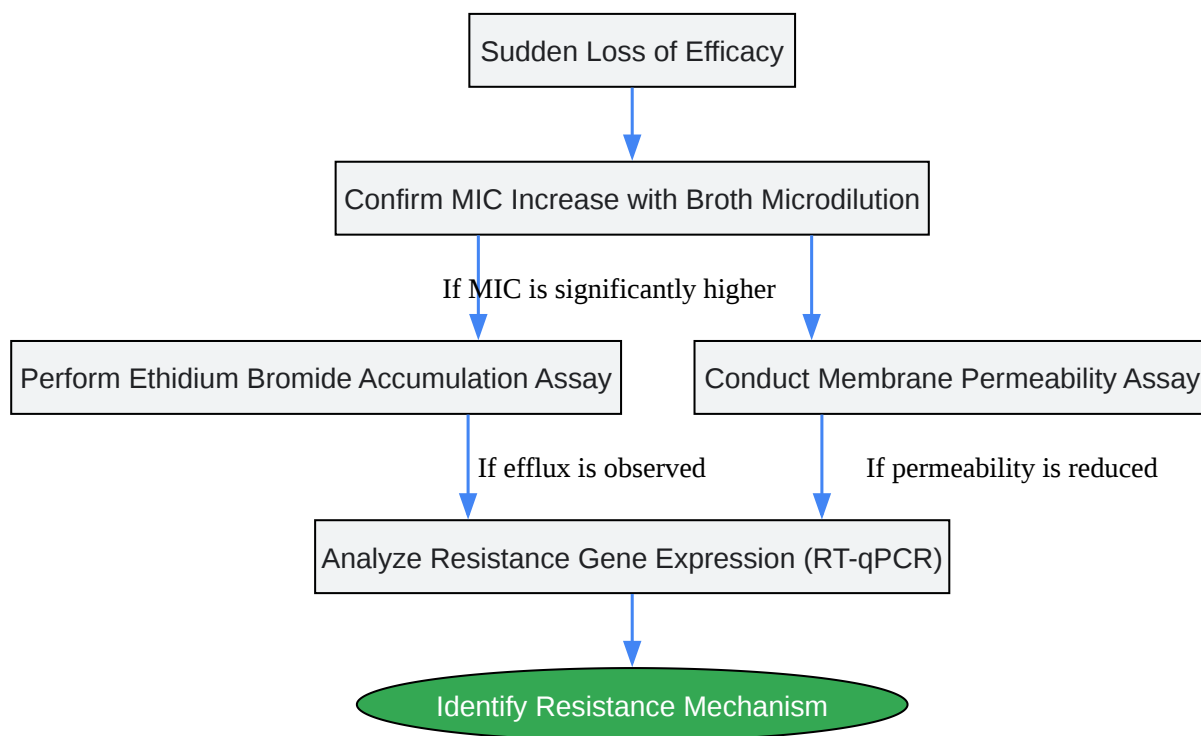 Sudden Loss of Efficacy
Confirm MIC Increase with Broth Microdilution
If MIC is significantly higher
Perform Ethidium Bromide Accumulation Assay
Conduct Membrane Permeability Assay
If efflux is observed
If permeability is reduced
Analyze Resistance Gene Expression (RT-qPCR)
Identify Resistance Mechanism